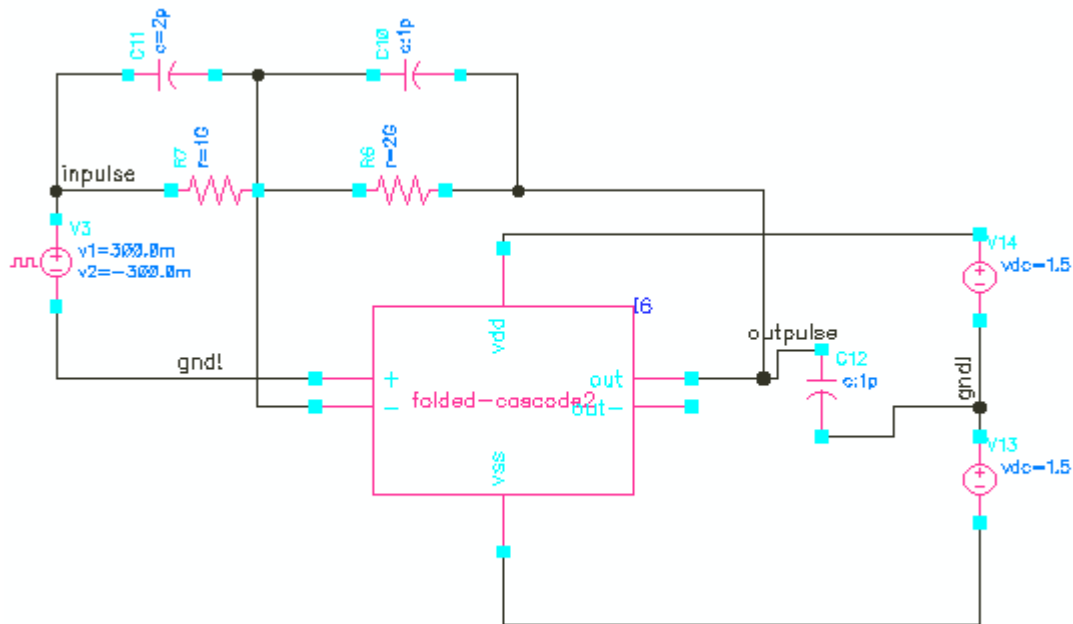 C11
c=2p
C10
c:1p
inpulse
R7
r=1G
R6
r=2G
V3
v1=300.0m
v2=-300.0m
V14
vdc=1.5
I6
vdd
outpulse
C12
c:1p
gnd!
gnd!
+
out
-
out-
folded-cascode2
vss
V13
vdc=1.5